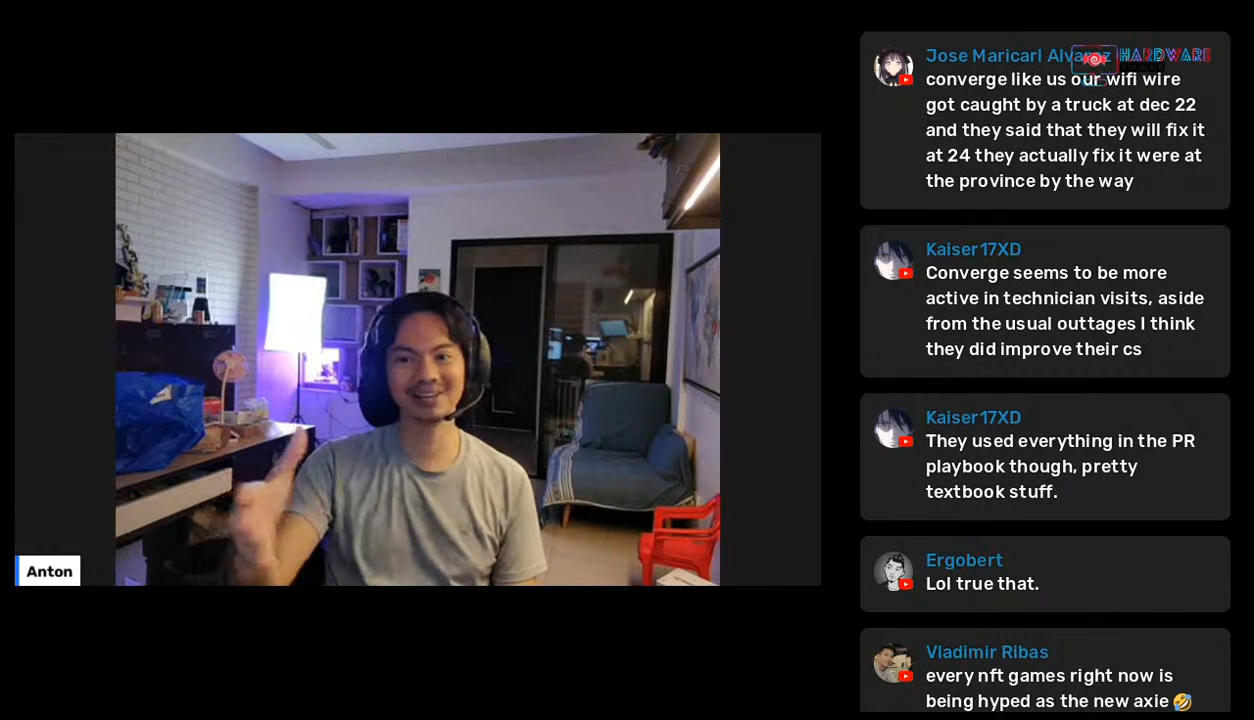 Jose Maricarl Alvarez
converge like us our wifi wire
got caught by a truck at dec 22
and they said that they will fix it
at 24 they actually fix it were at
the province by the way
HARDWARE
Kaiser17XD
Converge seems to be more
active in technician visits, aside
from the usual outtages I think
they did improve their cs
Kaiser17XD
They used everything in the PR
playbook though, pretty
textbook stuff.
Ergobert
Lol true that.
Vladimir Ribas
every nft games right now is
being hyped as the new axie 🤣
Anton